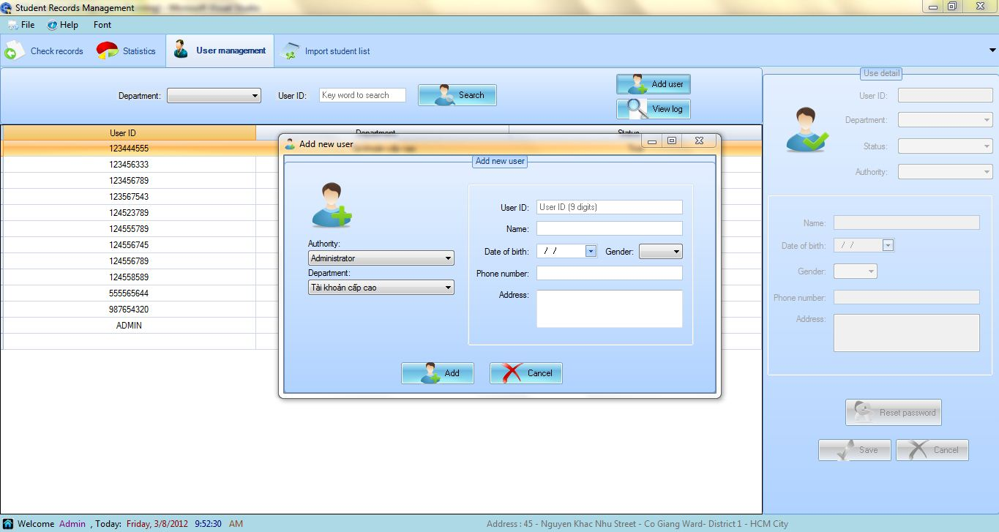 Student Records Management
Microsoft Visual Studio
File Help Font
Check records Statistics User management Import student list
Department: User ID: Key word to search Search
Add user
View log
User ID Department Status
123444555
123456333
123456789
123567543
124523789
124555789
124556745
124556789
124558589
555565644
987654320
ADMIN
Add new user
Add new user
Authority:
Administrator
Department:
Tài khoản cấp cao
User ID: User ID (9 digits)
Name:
Date of birth: / / Gender:
Phone number:
Address:
Add Cancel
Use detail
User ID:
Department:
Status:
Authority:
Name:
Date of birth: / /
Gender:
Phone number:
Address:
Reset password
Save Cancel
Welcome Admin , Today: Friday, 3/8/2012 9:52:30 AM
Address : 45 - Nguyen Khac Nhu Street - Co Giang Ward- District 1 - HCM City